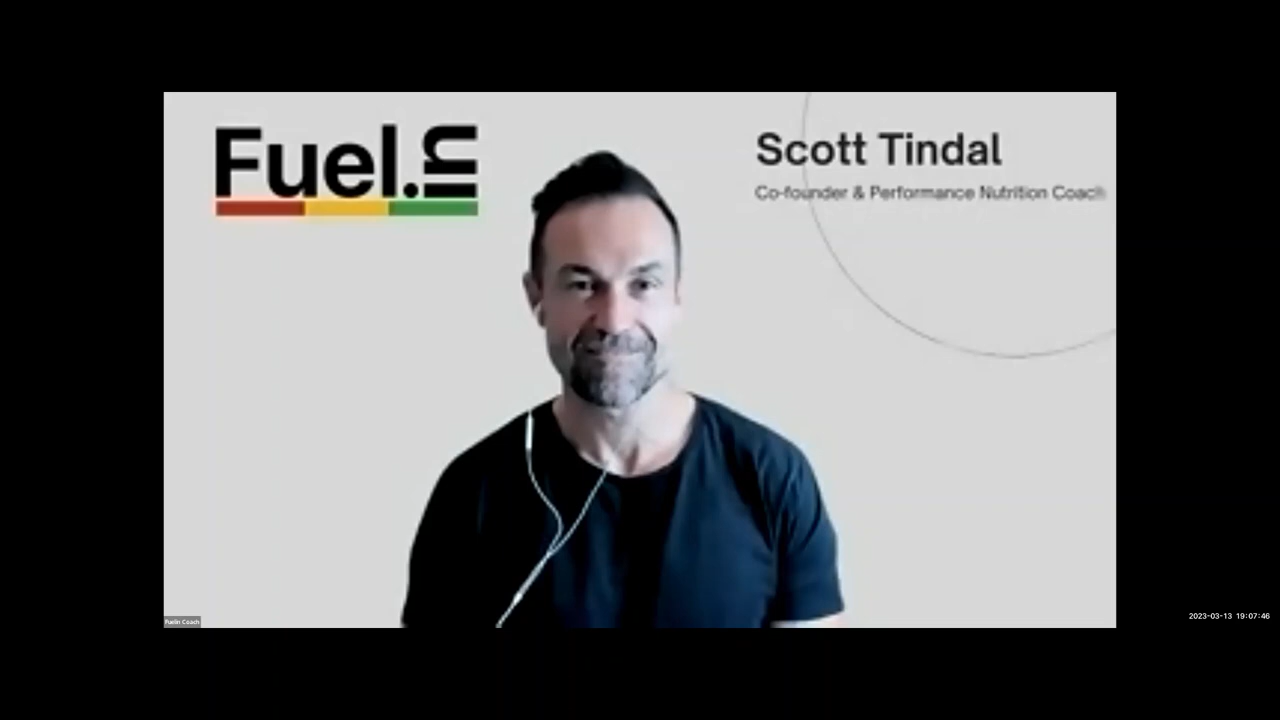 Fuel.in
Scott Tindal
Co-founder & Performance Nutrition Coach
Fuelin Coach
2023-03-13 19:07:46